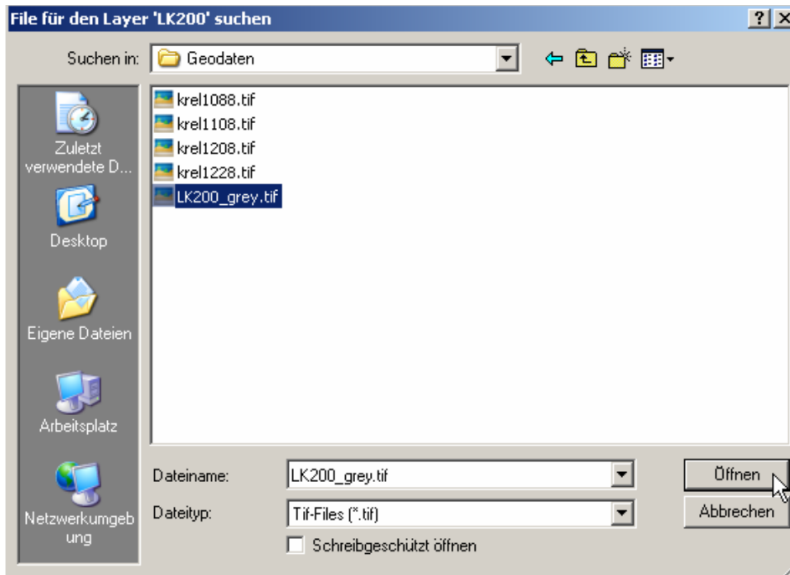 File für den Layer 'LK200' suchen
Suchen in:
Geodaten
Zuletzt
verwendete D...
Desktop
Eigene Dateien
Arbeitsplatz
Netzwerkumgeb
ung
krel1088.tif
krel1108.tif
krel1208.tif
krel1228.tif
LK200_grey.tif
Dateiname:
LK200_grey.tif
Öffnen
Dateityp:
Tif-Files (*.tif)
Abbrechen
Schreibgeschützt öffnen